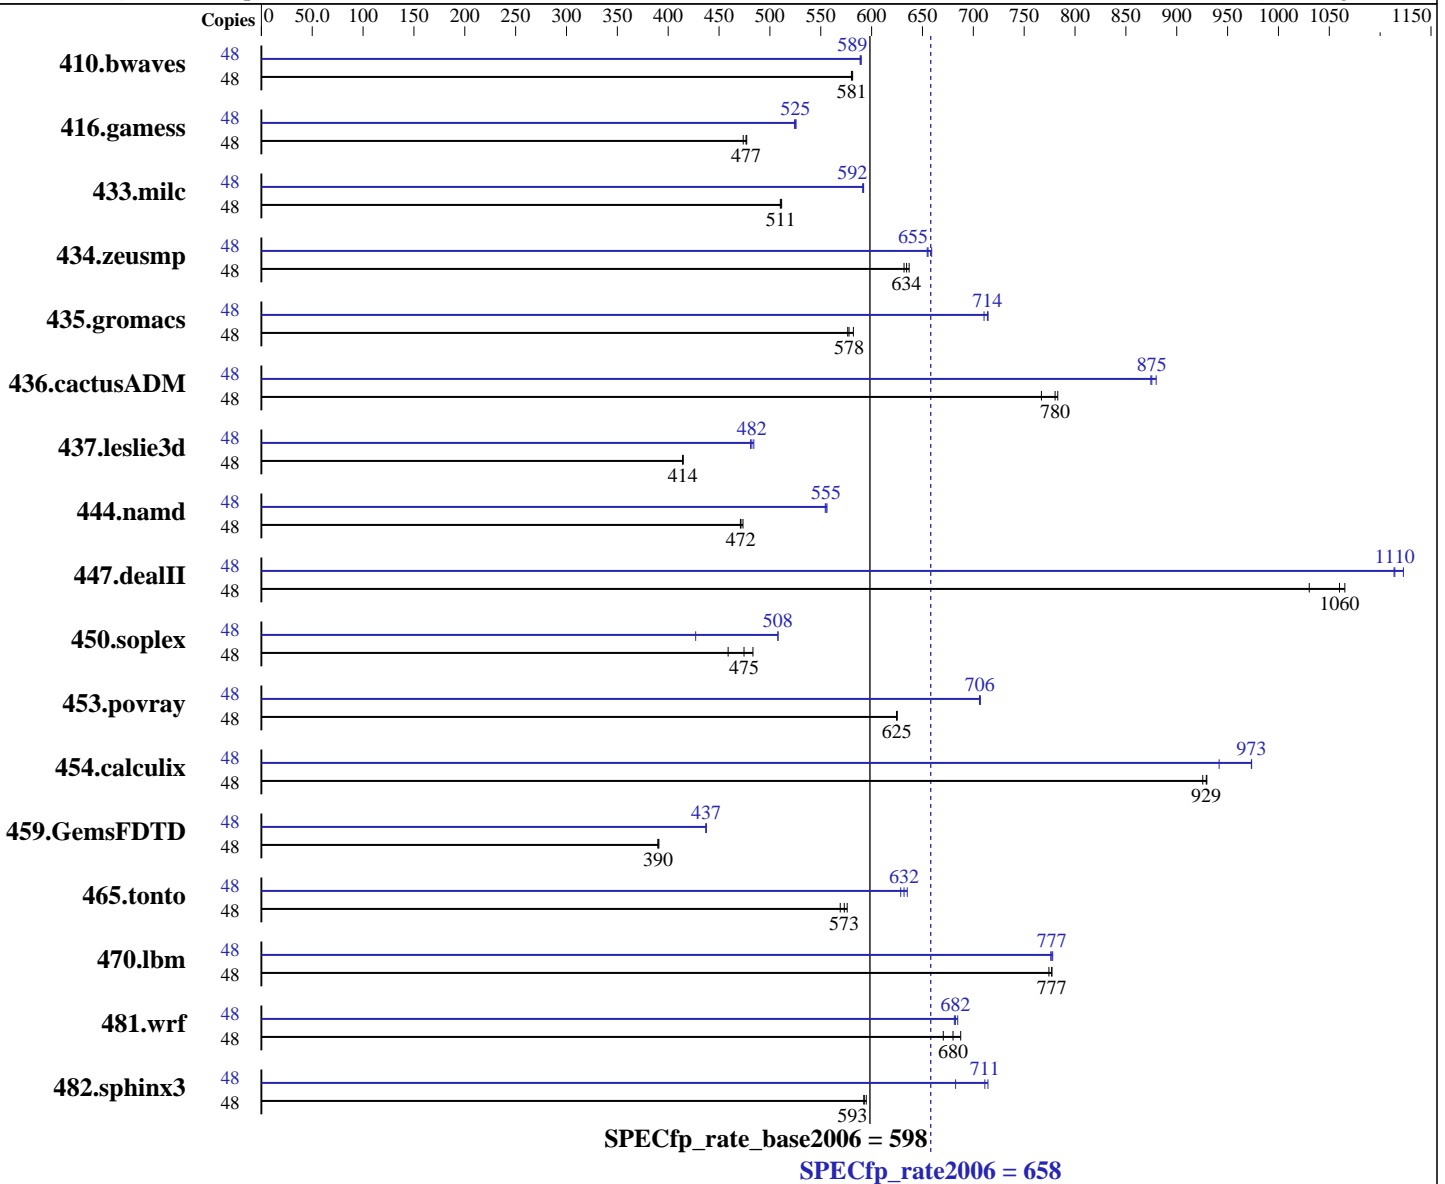 Copies 0 50.0 100 150 200 250 300 350 400 450 500 550 600 650 700 750 800 850 900 950 1000 1050 1150
410.bwaves 48 589
48 581
416.gamess 48 525
48 477
433.milc 48 592
48 511
434.zeusmp 48 655
48 634
435.gromacs 48 714
48 578
436.cactusADM 48 875
48 780
437.leslie3d 48 482
48 414
444.namd 48 555
48 472
447.dealII 48 1110
48 1060
450.soplex 48 508
48 475
453.povray 48 706
48 625
454.calculix 48 973
48 929
459.GemsFDTD 48 437
48 390
465.tonto 48 632
48 573
470.lbm 48 777
48 777
481.wrf 48 682
48 680
482.sphinx3 48 711
48 593
SPECfp_rate_base2006 = 598
SPECfp_rate2006 = 658